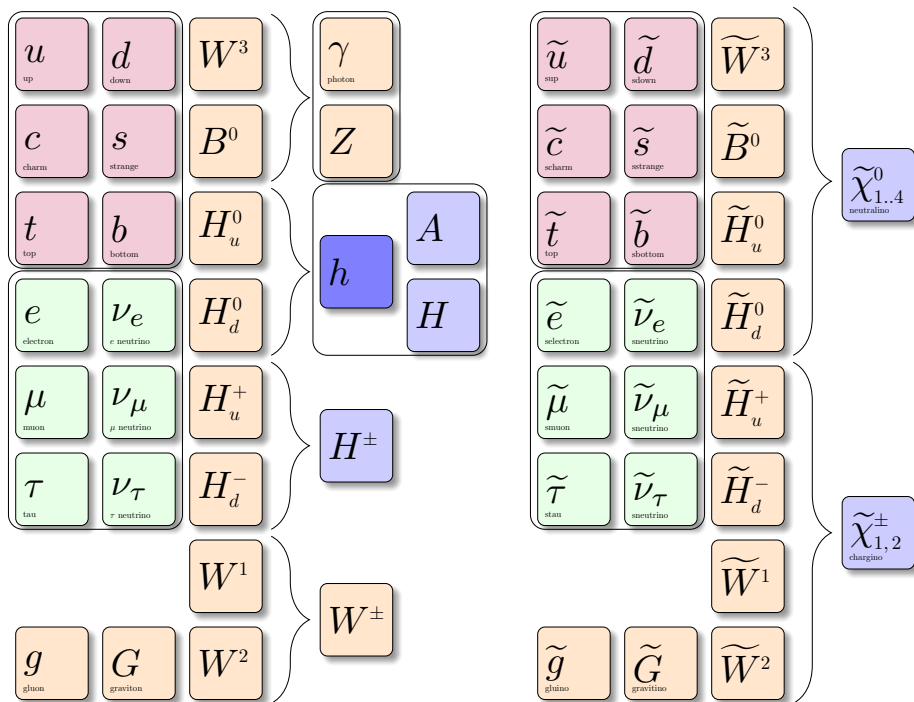 u
up
d
down
W³
γ
photon
ũ
sup
d̃
sdown
W̃³
c
charm
s
strange
B⁰
Z
c̃
scharm
s̃
sstrange
B̃⁰
χ̃⁰₁..₄
neutralino
t
top
b
bottom
H⁰ᵤ
A
t̃
top
b̃
sbottom
H̃⁰ᵤ
h
e
electron
νₑ
e neutrino
H⁰_d
H
ẽ
selectron
ν̃ₑ
sneutrino
H̃⁰_d
μ
muon
ν_μ
μ neutrino
H⁺ᵤ
H±
μ̃
smuon
ν̃_μ
sneutrino
H̃⁺ᵤ
τ
tau
ν_τ
τ neutrino
H⁻_d
τ̃
stau
ν̃_τ
sneutrino
H̃⁻_d
χ̃±₁,₂
chargino
W¹
W±
W̃¹
g
gluon
G
graviton
W²
g̃
gluino
G̃
gravitino
W̃²